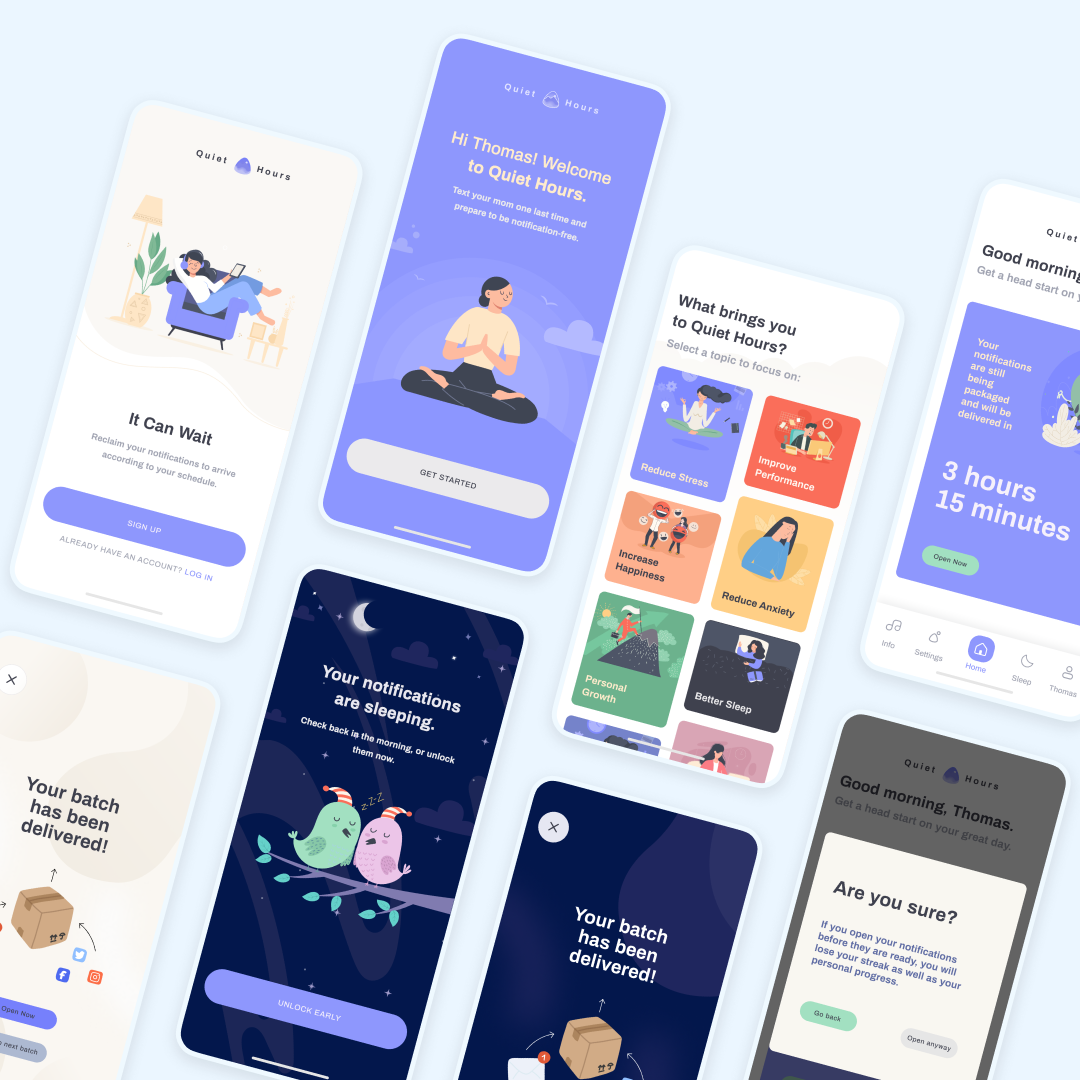 Quiet Hours
It Can Wait
Reclaim your notifications to arrive
according to your schedule.
SIGN UP
ALREADY HAVE AN ACCOUNT? LOG IN
Quiet Hours
Hi Thomas! Welcome
to Quiet Hours.
Text your mom one last time and
prepare to be notification-free.
GET STARTED
What brings you
to Quiet Hours?
Select a topic to focus on:
Reduce Stress
Improve
Performance
Increase
Happiness
Reduce Anxiety
Personal
Growth
Better Sleep
Quiet
Good morning
Get a head start on
Your
notifications
are still
being
packaged
and will be
delivered in
3 hours
15 minutes
Open Now
Info
Settings
Home
Sleep
Thomas
Your batch
has been
delivered!
Open Now
next batch
Your notifications
are sleeping.
Check back in the morning, or unlock
them now.
zzz
UNLOCK EARLY
Your batch
has been
delivered!
1
Quiet Hours
Good morning, Thomas.
Get a head start on your great day.
Are you sure?
If you open your notifications
before they are ready, you will
lose your streak as well as your
personal progress.
Go back
Open anyway